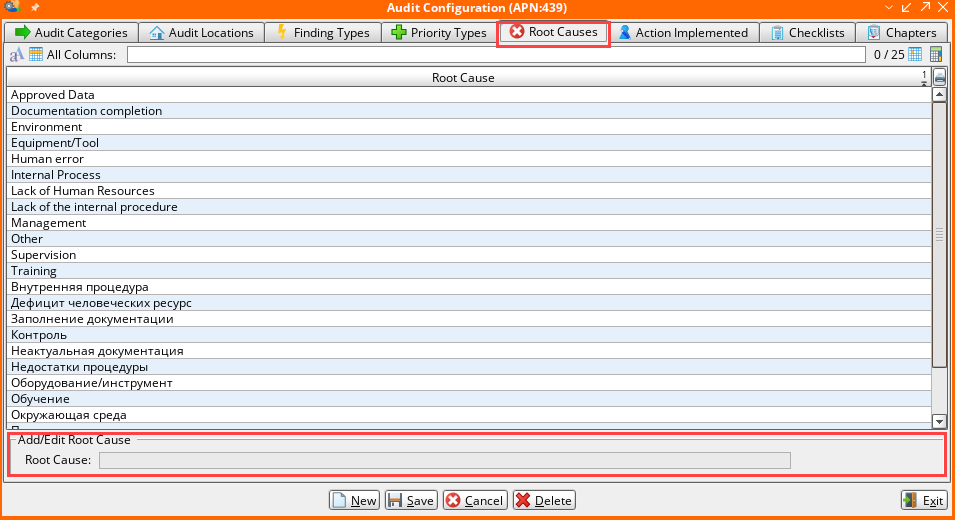 Audit Configuration (APN:439)
Audit Categories Audit Locations Finding Types Priority Types Root Causes Action Implemented Checklists Chapters
All Columns: 0 / 25
Root Cause 1
Approved Data
Documentation completion
Environment
Equipment/Tool
Human error
Internal Process
Lack of Human Resources
Lack of the internal procedure
Management
Other
Supervision
Training
Внутренняя процедура
Дефицит человеческих ресурс
Заполнение документации
Контроль
Неактуальная документация
Недостатки процедуры
Оборудование/инструмент
Обучение
Окружающая среда
Add/Edit Root Cause
Root Cause:
New Save Cancel Delete Exit